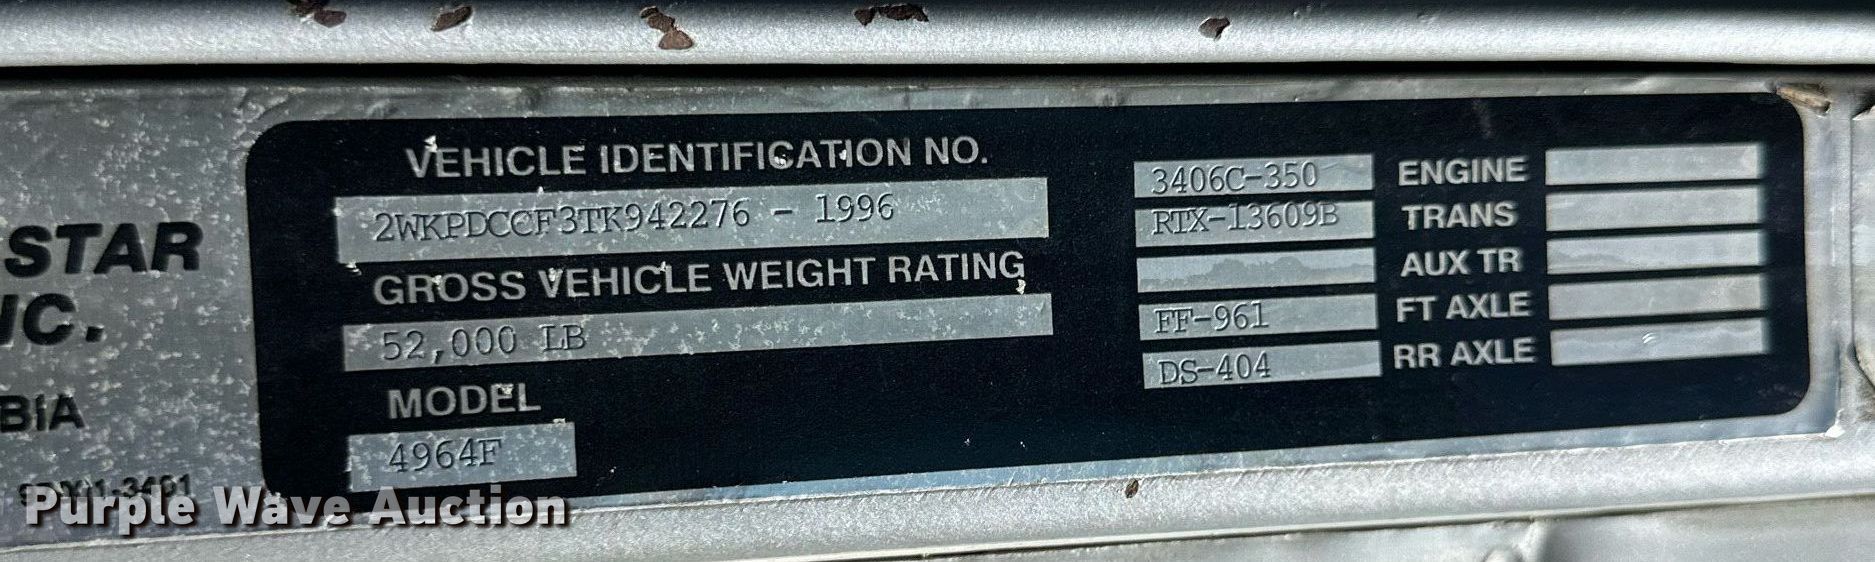 STAR
IC.
BIA
VEHICLE IDENTIFICATION NO.
2WKPDCCF3TK942276 - 1996
GROSS VEHICLE WEIGHT RATING
52,000 LB
MODEL
4964F
3406C-350 ENGINE
RTX-13609B TRANS
AUX TR
FF-961 FT AXLE
DS-404 RR AXLE
Purple Wave Auction